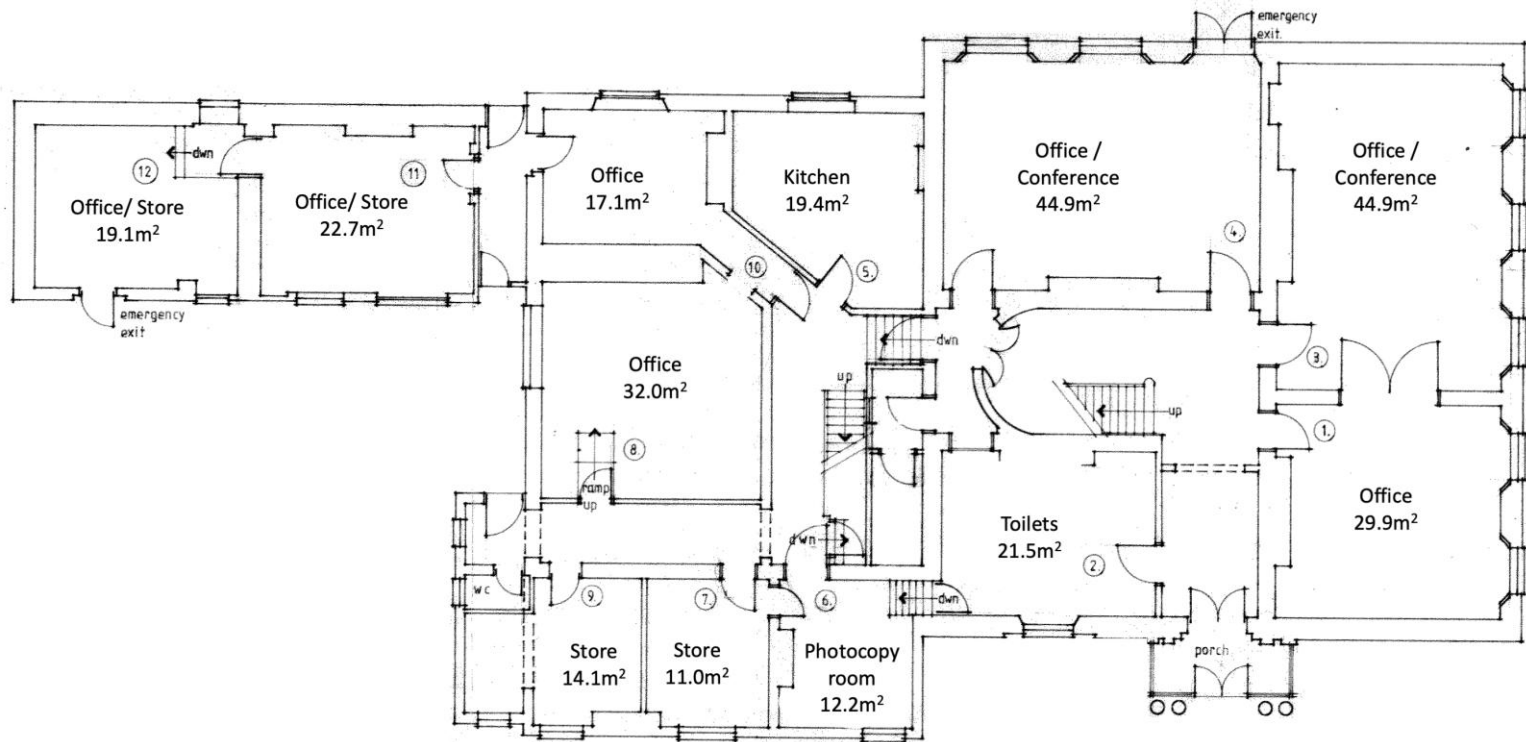 emergency
exit.
Office /
Conference
44.9m²
4.
Office /
Conference
44.9m²
3.
12
dwn
Office/ Store
19.1m²
11
Office/ Store
22.7m²
emergency
exit
Office
17.1m²
Kitchen
19.4m²
10.
5.
dwn
up
up
1.
Office
32.0m²
8.
ramp
up
Office
29.9m²
Toilets
21.5m²
2.
dwn
wc
9.
7.
6.
dwn
Store
14.1m²
Store
11.0m²
Photocopy
room
12.2m²
porch